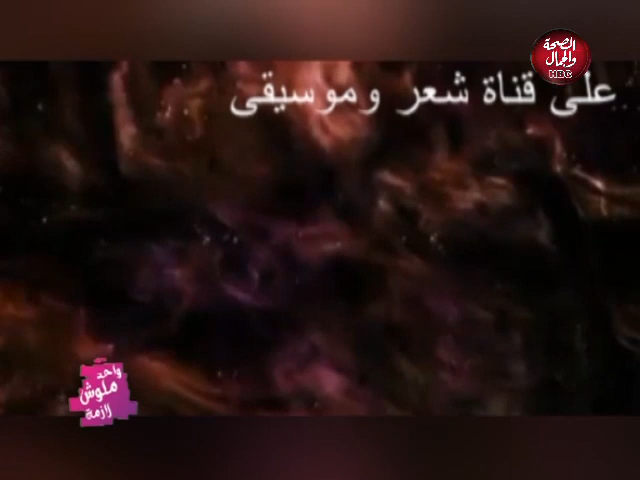 الصحة
والجمال
HBC
على قناة شعر وموسيقى
واحد
ملوش
لازمة